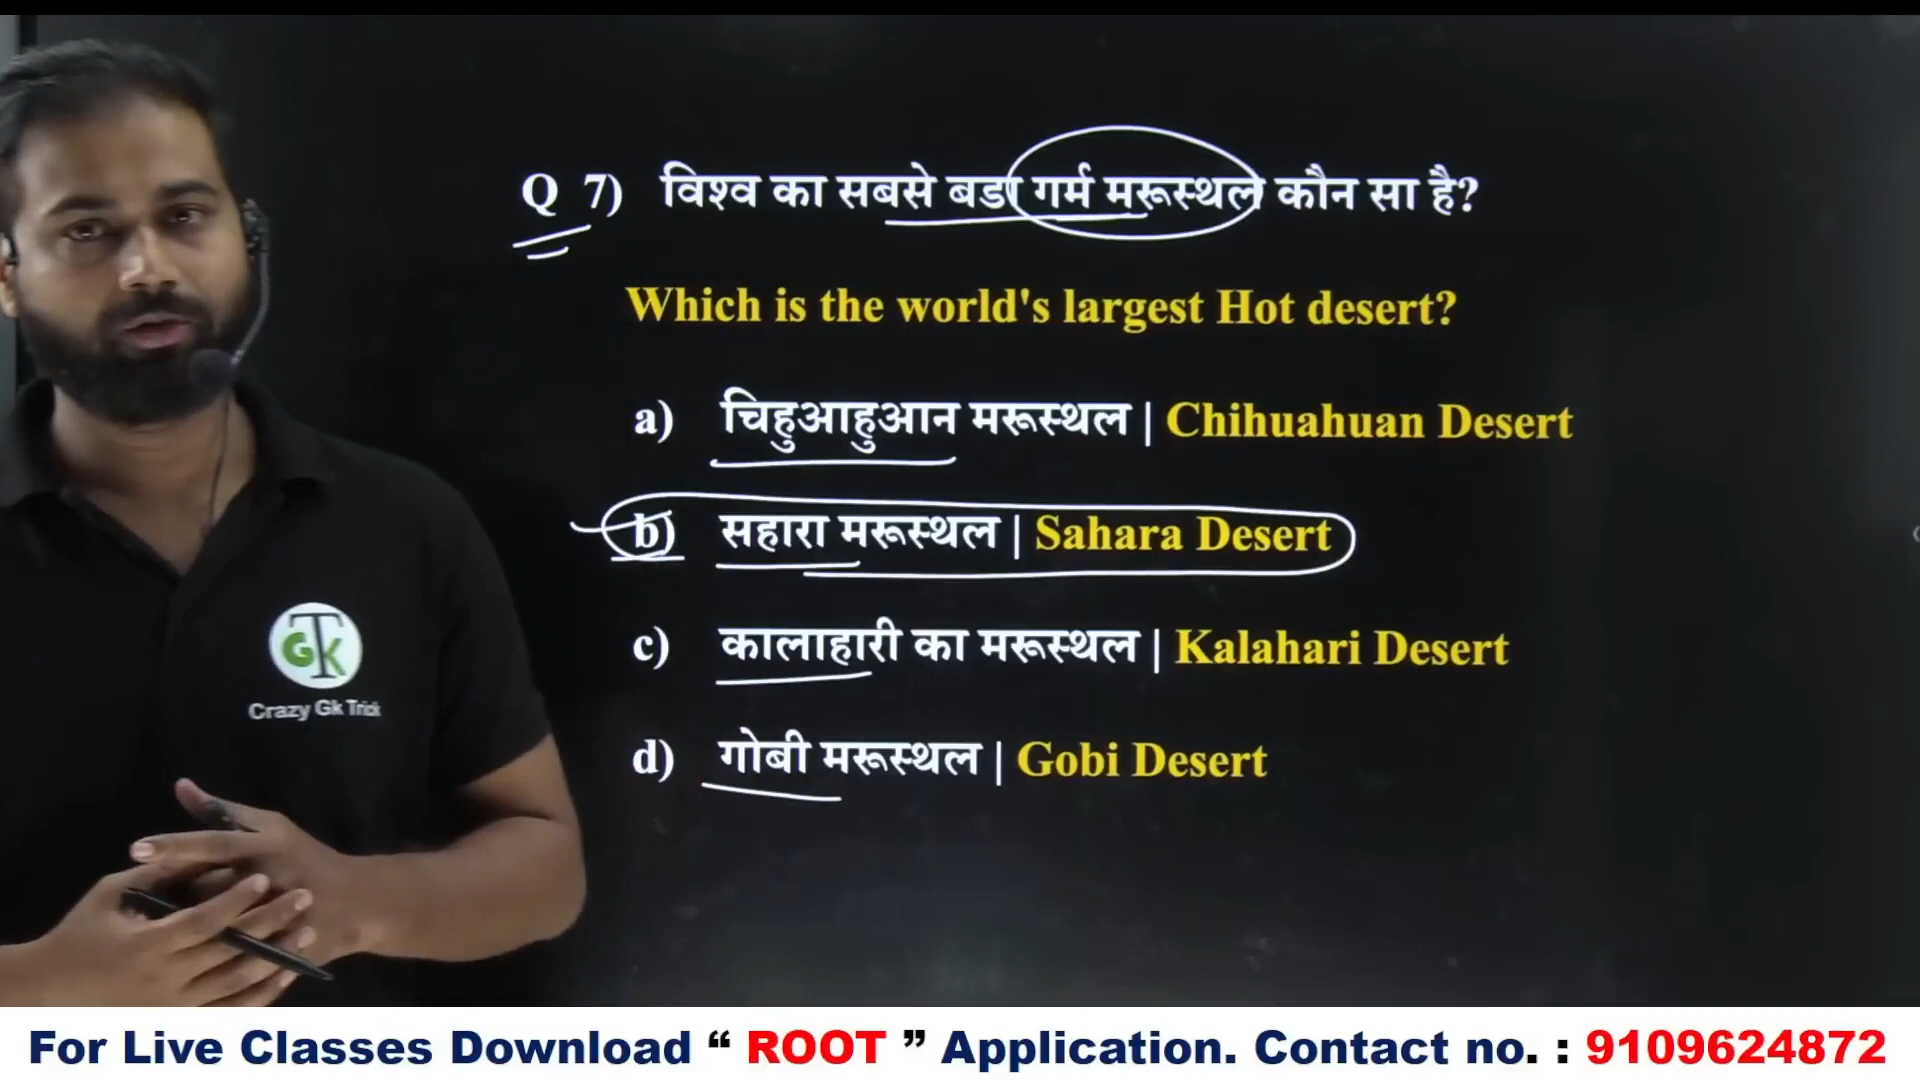 Q 7) विश्व का सबसे बडा गर्म मरूस्थल कौन सा है?
Which is the world's largest Hot desert?
a) चिहुआहुआन मरूस्थल | Chihuahuan Desert
b) सहारा मरूस्थल | Sahara Desert
c) कालाहारी का मरूस्थल | Kalahari Desert
d) गोबी मरूस्थल | Gobi Desert
GTK
Crazy Gk Trick
For Live Classes Download “ ROOT ” Application. Contact no. : 9109624872